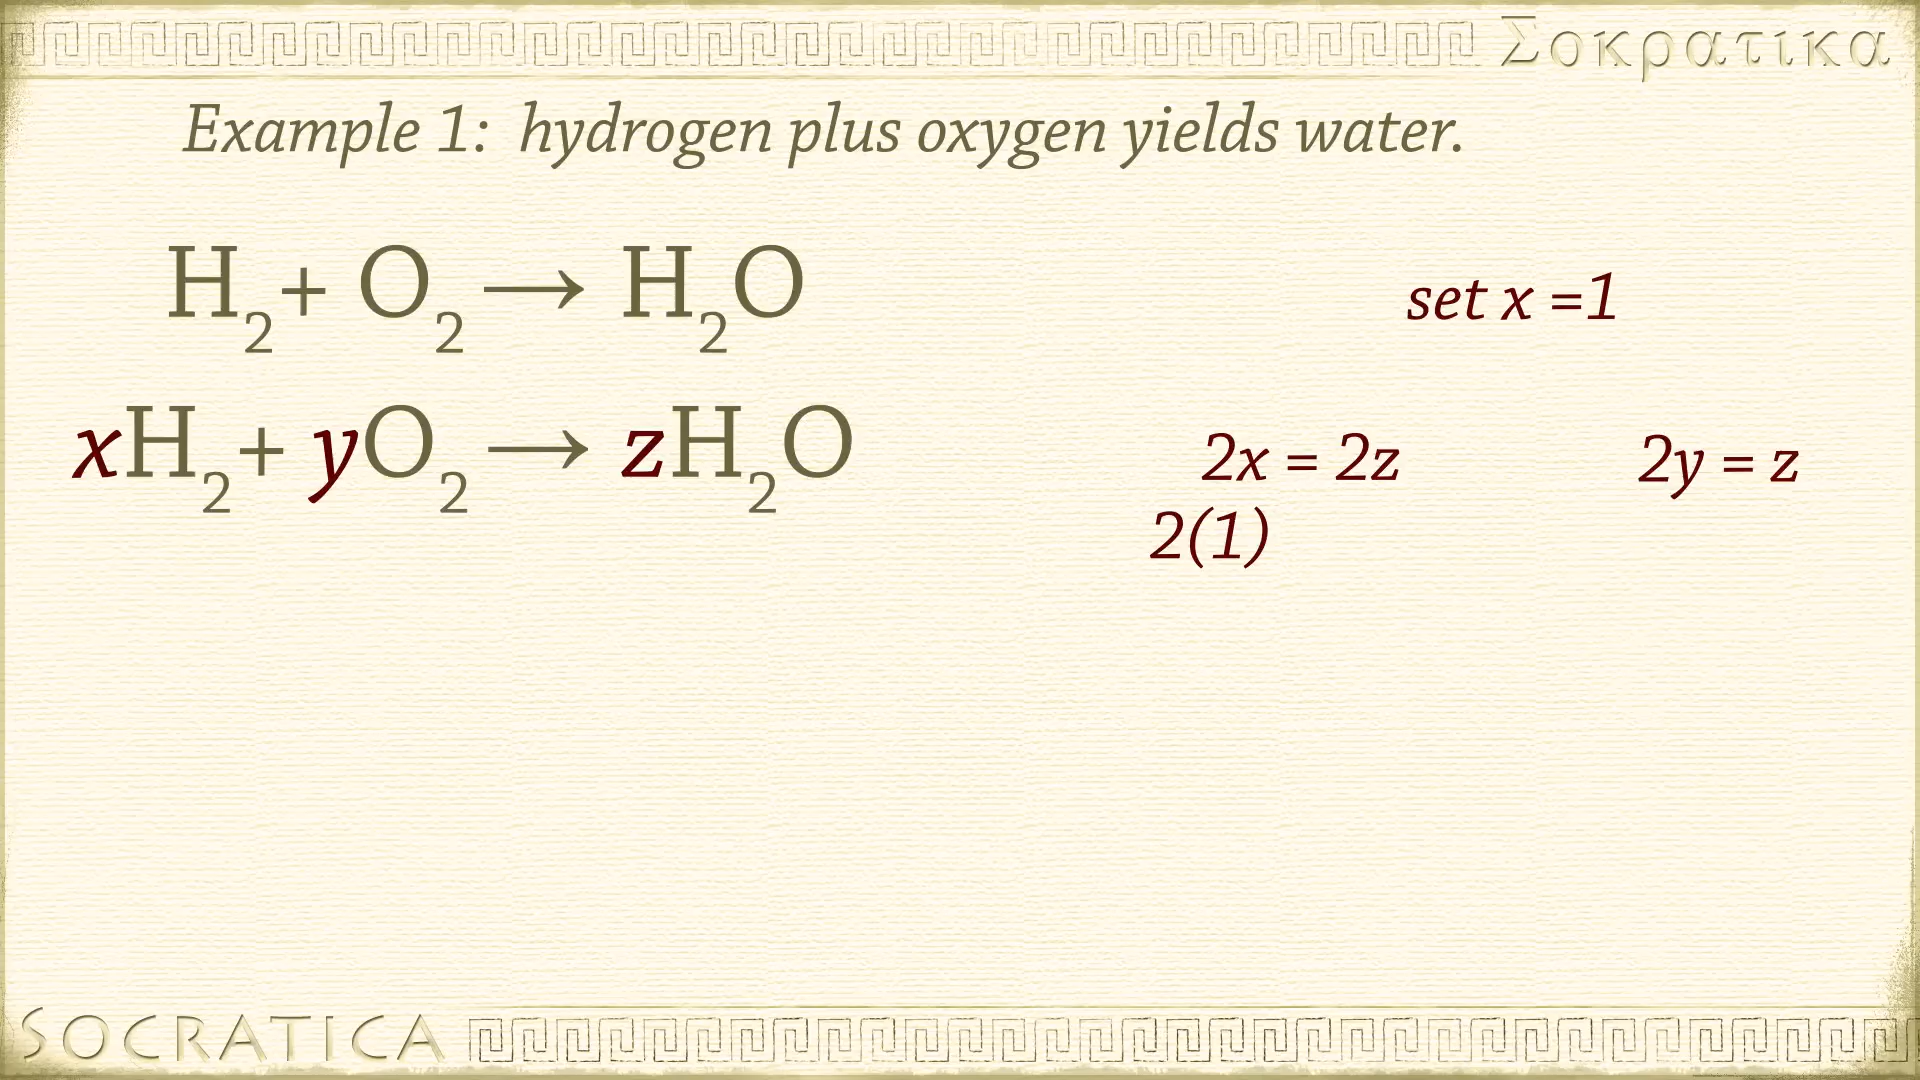 Σοκρατικα
Example 1: hydrogen plus oxygen yields water.
H₂+ O₂ → H₂O
set x =1
xH₂+ yO₂ → zH₂O
2x = 2z
2y = z
2(1)
SOCRATICA